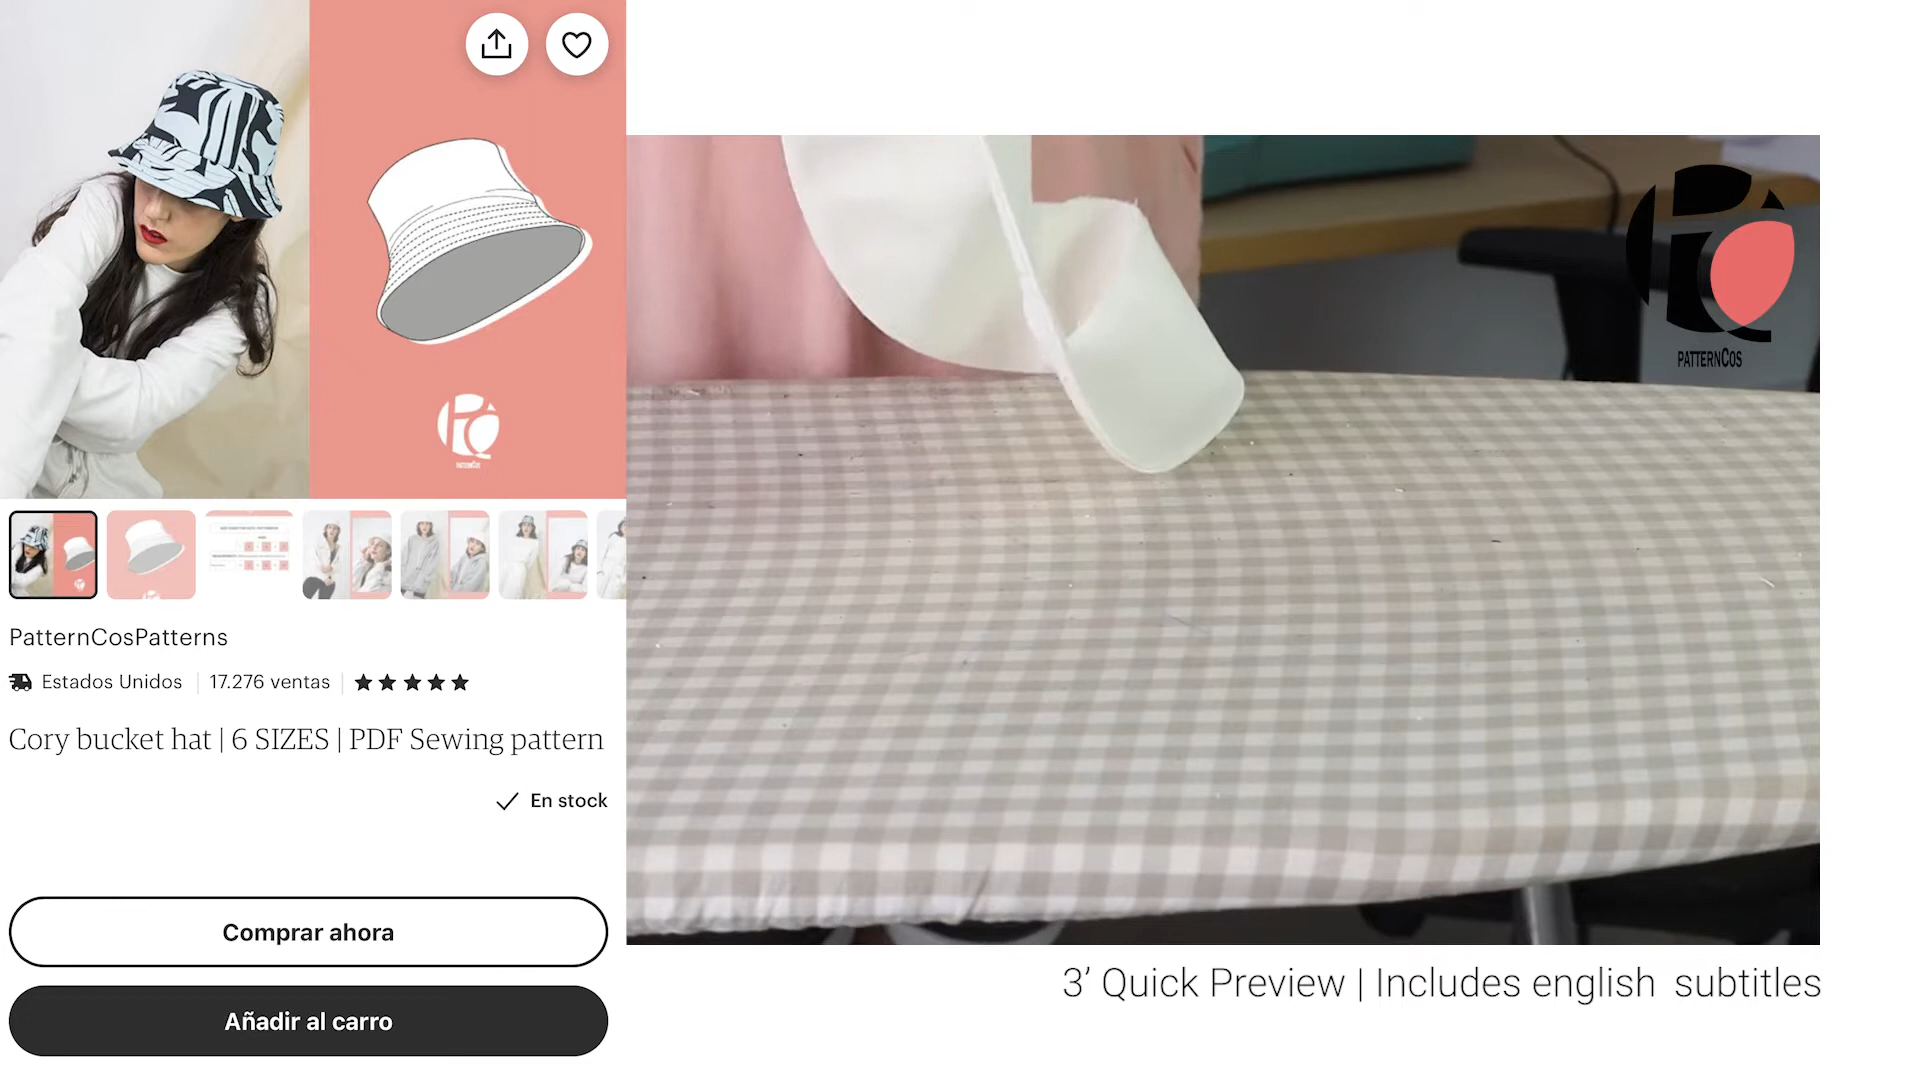 PatternCosPatterns
Estados Unidos | 17.276 ventas
Cory bucket hat | 6 SIZES | PDF Sewing pattern
En stock
Comprar ahora
Añadir al carro
PATTERNCOS
3’ Quick Preview | Includes english subtitles